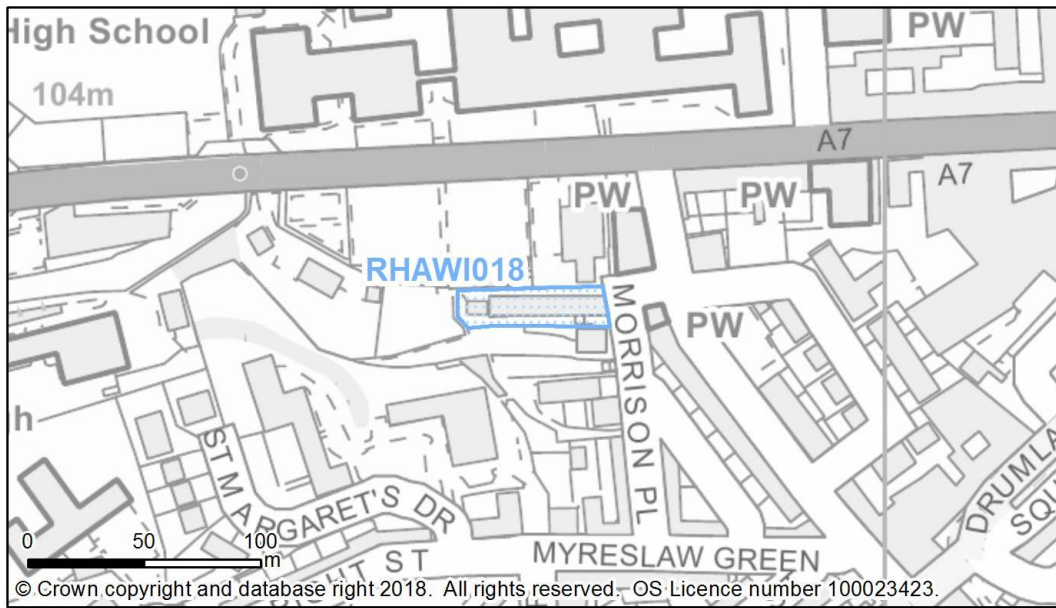 High School
PW
104m
A7
A7
PW
PW
RHAWI018
PW
MORRISON PL
ST MARGARET'S DR
DRUMLA
SQU
0 50 100
m
ST
MYRESLAW GREEN
© Crown copyright and database right 2018. All rights reserved. OS Licence number 100023423.